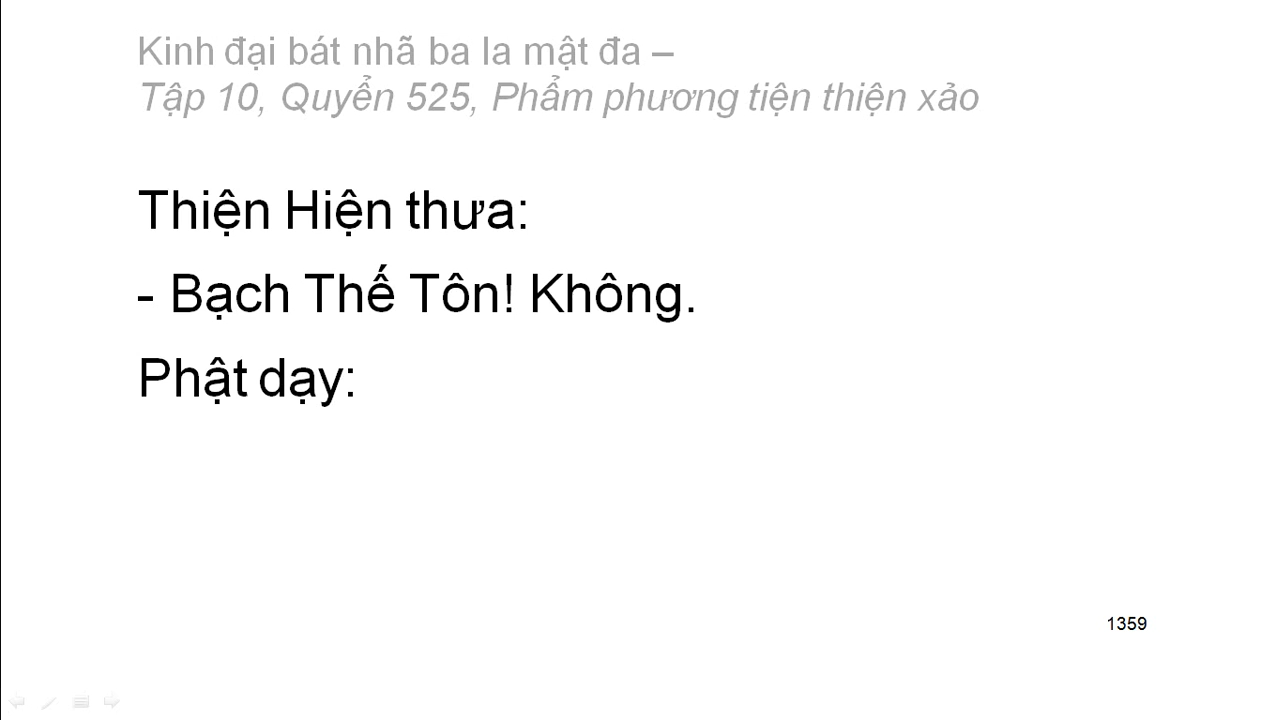 Kinh đại bát nhã ba la mật đa –
Tập 10, Quyển 525, Phẩm phương tiện thiện xảo
Thiện Hiện thưa:
- Bạch Thế Tôn! Không.
Phật dạy:
1359